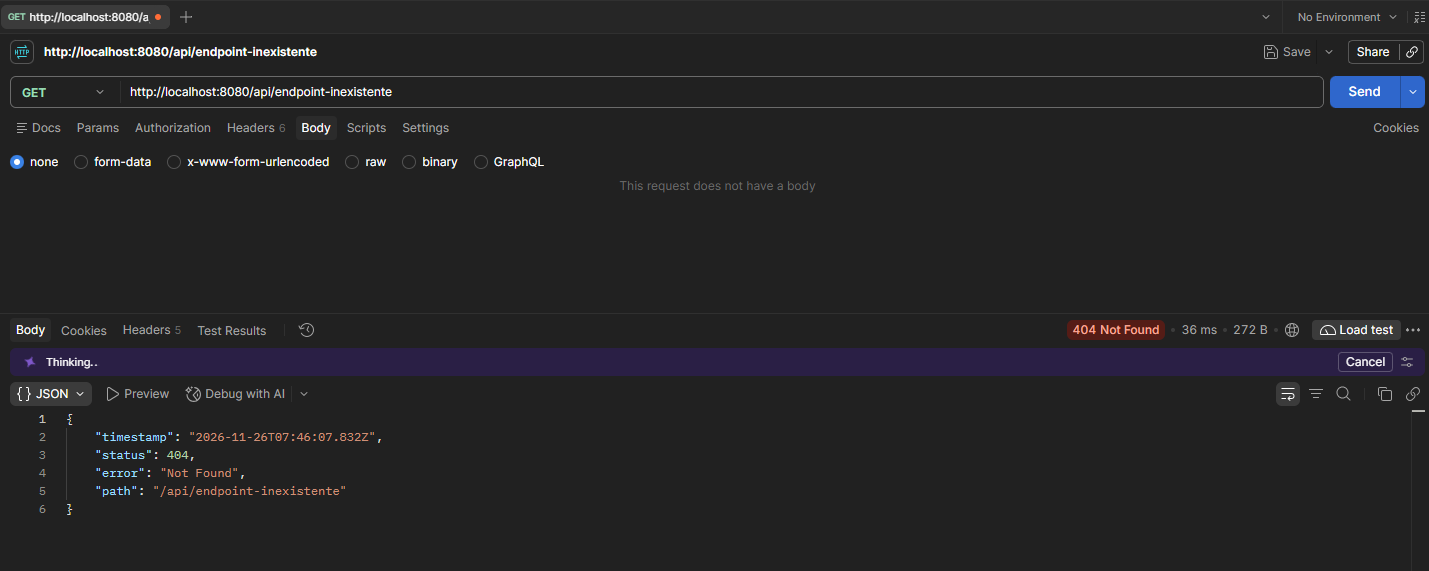 GET http://localhost:8080/a
No Environment
HTTP http://localhost:8080/api/endpoint-inexistente
Save Share
GET http://localhost:8080/api/endpoint-inexistente Send
Docs Params Authorization Headers 6 Body Scripts Settings Cookies
none form-data x-www-form-urlencoded raw binary GraphQL
This request does not have a body
Body Cookies Headers 5 Test Results 404 Not Found • 36 ms • 272 B • Load test
Thinking.. Cancel
{} JSON Preview Debug with AI
1 {
2 "timestamp": "2026-11-26T07:46:07.832Z",
3 "status": 404,
4 "error": "Not Found",
5 "path": "/api/endpoint-inexistente"
6 }